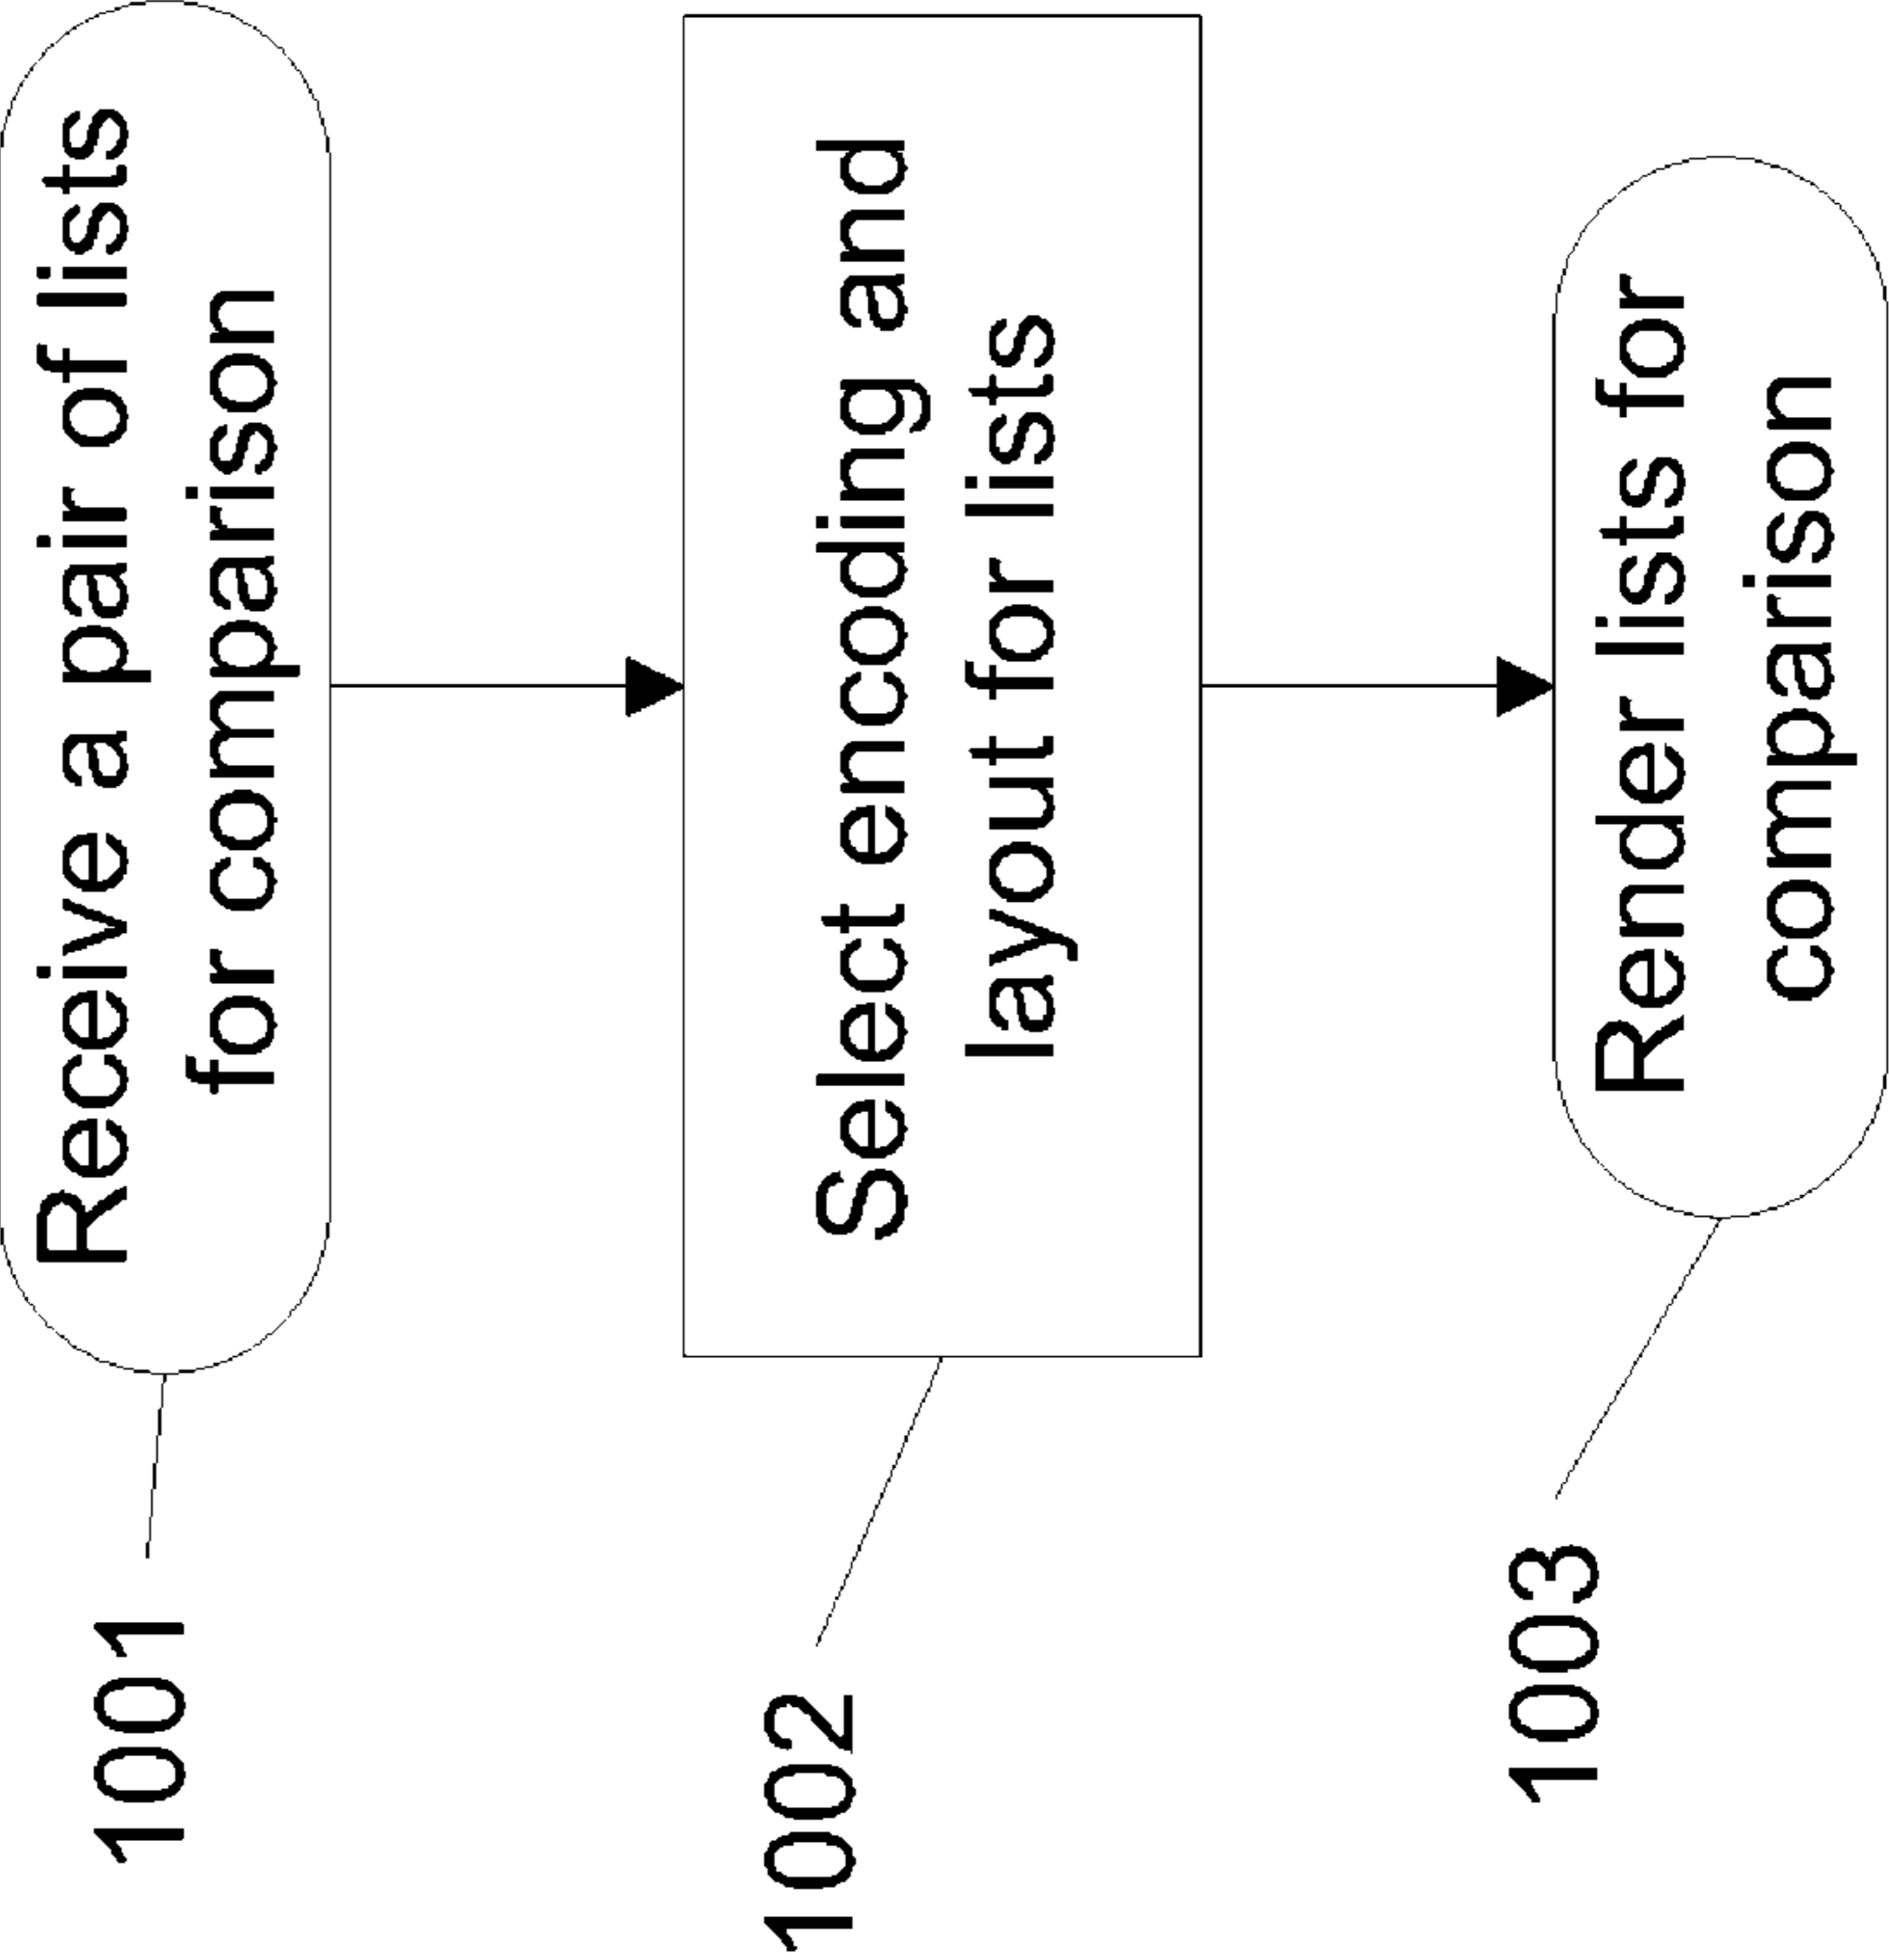 1001
Receive a pair of lists
for comparison
1002
Select encoding and
layout for lists
1003
Render lists for
comparison